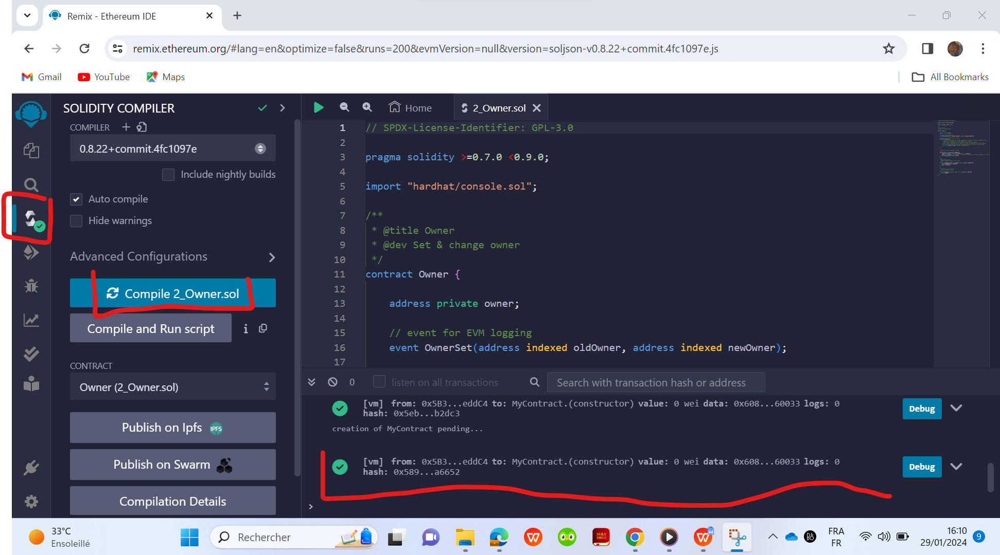 Remix - Ethereum IDE
remix.ethereum.org/#lang=en&optimize=false&runs=200&evmVersion=null&version=soljson-v0.8.22+commit.4fc1097e.js
Gmail YouTube Maps All Bookmarks
SOLIDITY COMPILER
COMPILER
0.8.22+commit.4fc1097e
Include nightly builds
Auto compile
Hide warnings
Advanced Configurations
Compile 2_Owner.sol
Compile and Run script
CONTRACT
Owner (2_Owner.sol)
Publish on Ipfs IPFS
Publish on Swarm
Compilation Details
Home 2_Owner.sol
1 // SPDX-License-Identifier: GPL-3.0
2
3 pragma solidity >=0.7.0 <0.9.0;
4
5 import "hardhat/console.sol";
6
7 /**
8 * @title Owner
9 * @dev Set & change owner
10 */
11 contract Owner {
12
13 address private owner;
14
15 // event for EVM logging
16 event OwnerSet(address indexed oldOwner, address indexed newOwner);
17
0 listen on all transactions Search with transaction hash or address
[vm] from: 0x5B3...eddC4 to: MyContract.(constructor) value: 0 wei data: 0x608...60033 logs: 0
hash: 0x5eb...b2dc3
Debug
creation of MyContract pending...
[vm] from: 0x5B3...eddC4 to: MyContract.(constructor) value: 0 wei data: 0x608...60033 logs: 0
hash: 0x589...a6652
Debug
>
33°C
Ensoleillé
Rechercher
HOLY BIBLE
FRA
FR
16:10
29/01/2024
9